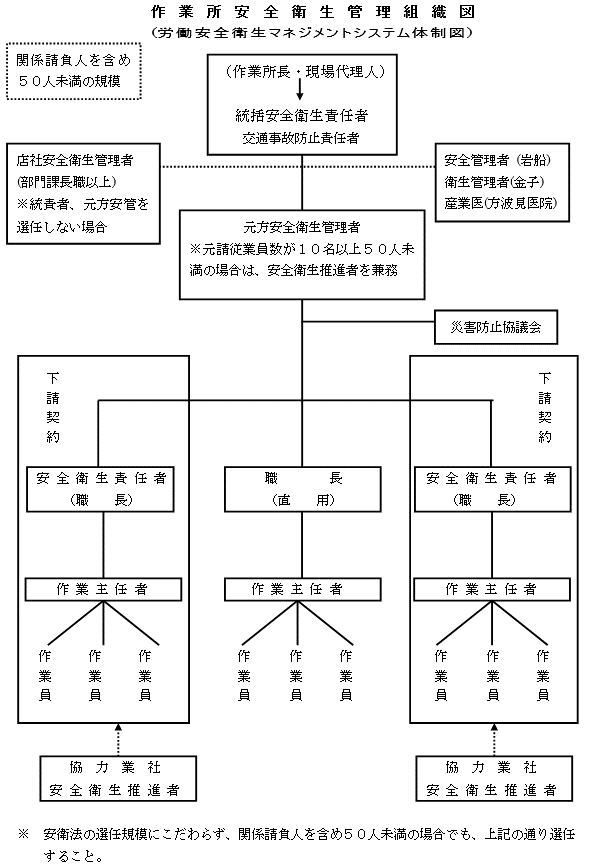 作業所安全衛生管理組織図
(労働安全衛生マネジメントシステム体制図)
関係請負人を含め
５０人未満の規模
(作業所長・現場代理人)
統括安全衛生責任者
交通事故防止責任者
店社安全衛生管理者
(部門課長職以上)
※統責者、元方安管を
選任しない場合
安全管理者 (岩船)
衛生管理者(金子)
産業医(方波見医院)
元方安全衛生管理者
※元請従業員数が１０名以上５０人未
満の場合は、安全衛生推進者を兼務
災害防止協議会
下請契約
下請契約
安全衛生責任者
(職 長)
職 長
(直 用)
安全衛生責任者
(職 長)
作業主任者
作業主任者
作業主任者
作業員
作業員
作業員
作業員
作業員
作業員
作業員
作業員
作業員
協力業社
安全衛生推進者
協力業社
安全衛生推進者
※ 安衛法の選任規模にこだわらず、関係請負人を含め５０人未満の場合でも、上記の通り選任
すること。